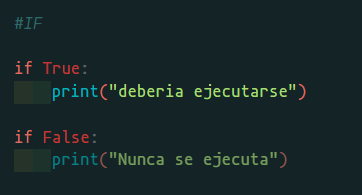 #IF
if True:
    print("deberia ejecutarse")
if False:
    print("Nunca se ejecuta")